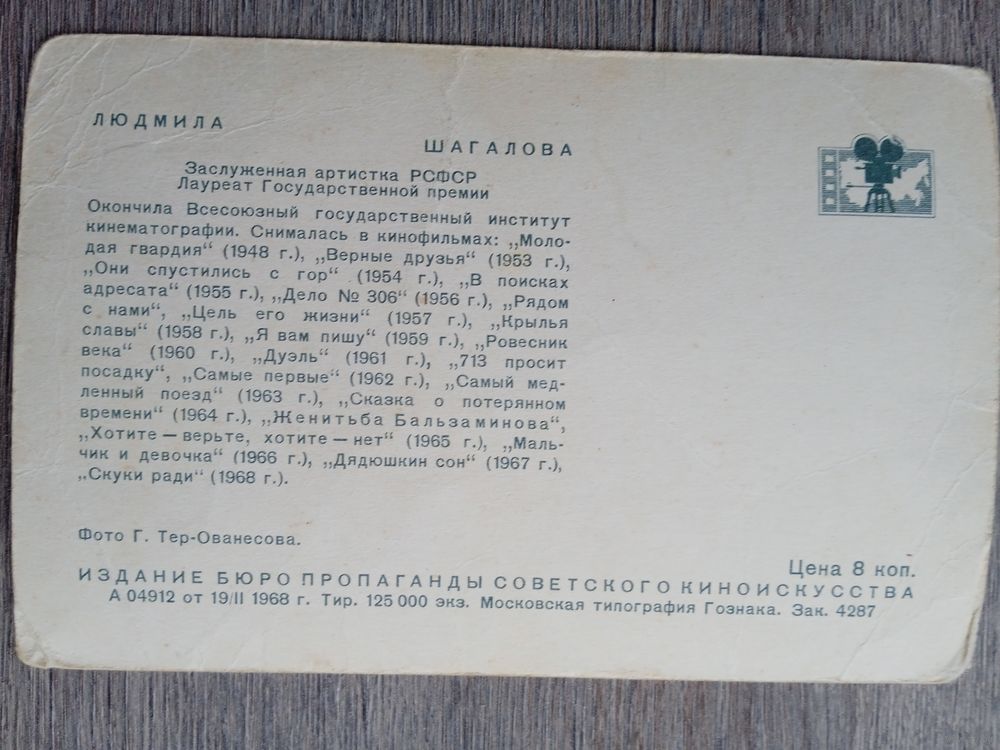 ЛЮДМИЛА
ШАГАЛОВА
Заслуженная артистка РСФСР
Лауреат Государственной премии
Окончила Всесоюзный государственный институт
кинематографии. Снималась в кинофильмах: „Моло-
дая гвардия“ (1948 г.), „Верные друзья“ (1953 г.),
„Они спустились с гор“ (1954 г.), „В поисках
адресата“ (1955 г.), „Дело № 306“ (1956 г.), „Рядом
с нами“, „Цель его жизни“ (1957 г.), „Крылья
славы“ (1958 г.), „Я вам пишу“ (1959 г.), „Ровесник
века“ (1960 г.), „Дуэль“ (1961 г.), „713 просит
посадку“, „Самые первые“ (1962 г.), „Самый мед-
ленный поезд“ (1963 г.), „Сказка о потерянном
времени“ (1964 г.), „Женитьба Бальзаминова“,
„Хотите — верьте, хотите — нет“ (1965 г.), „Маль-
чик и девочка“ (1966 г.), „Дядюшкин сон“ (1967 г.),
„Скуки ради“ (1968 г.).
Фото Г. Тер-Ованесова.
Цена 8 коп.
ИЗДАНИЕ БЮРО ПРОПАГАНДЫ СОВЕТСКОГО КИНОИСКУССТВА
А 04912 от 19/II 1968 г. Тир. 125 000 экз. Московская типография Гознака. Зак. 4287